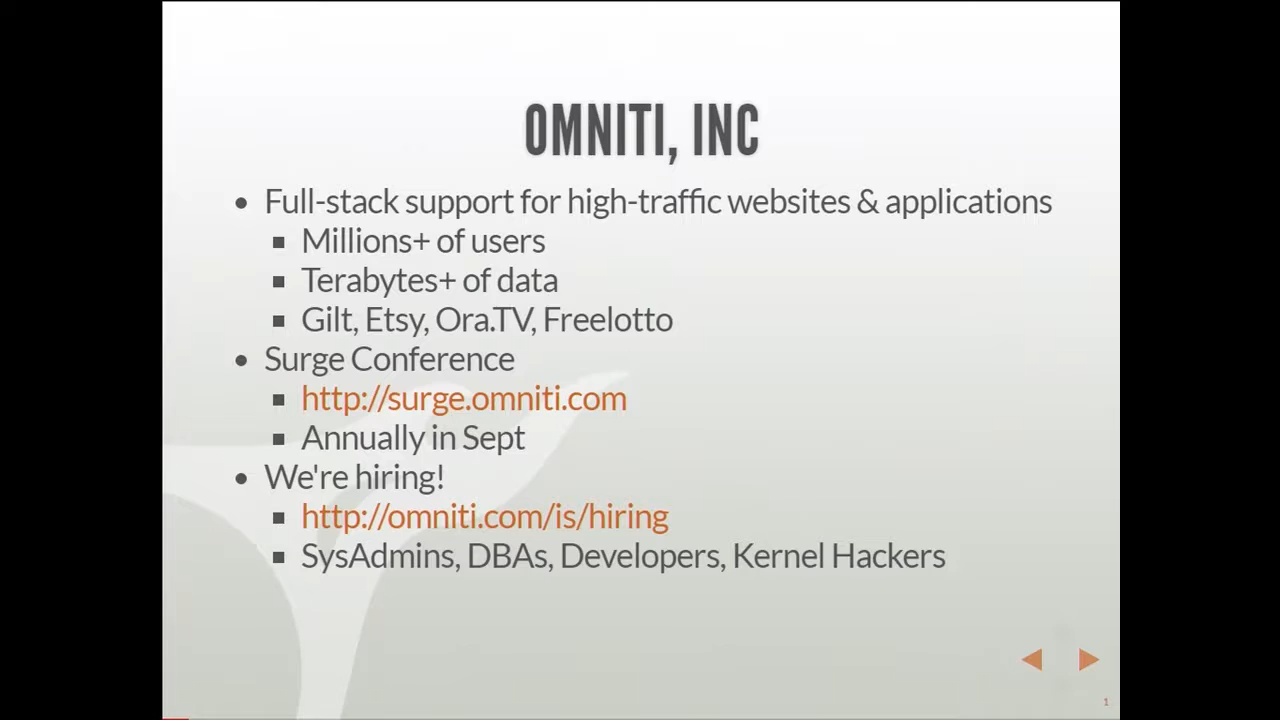 OMNITI, INC
• Full-stack support for high-traffic websites & applications
▪ Millions+ of users
▪ Terabytes+ of data
▪ Gilt, Etsy, Ora.TV, Freelotto
• Surge Conference
▪ http://surge.omniti.com
▪ Annually in Sept
• We're hiring!
▪ http://omniti.com/is/hiring
▪ SysAdmins, DBAs, Developers, Kernel Hackers
1